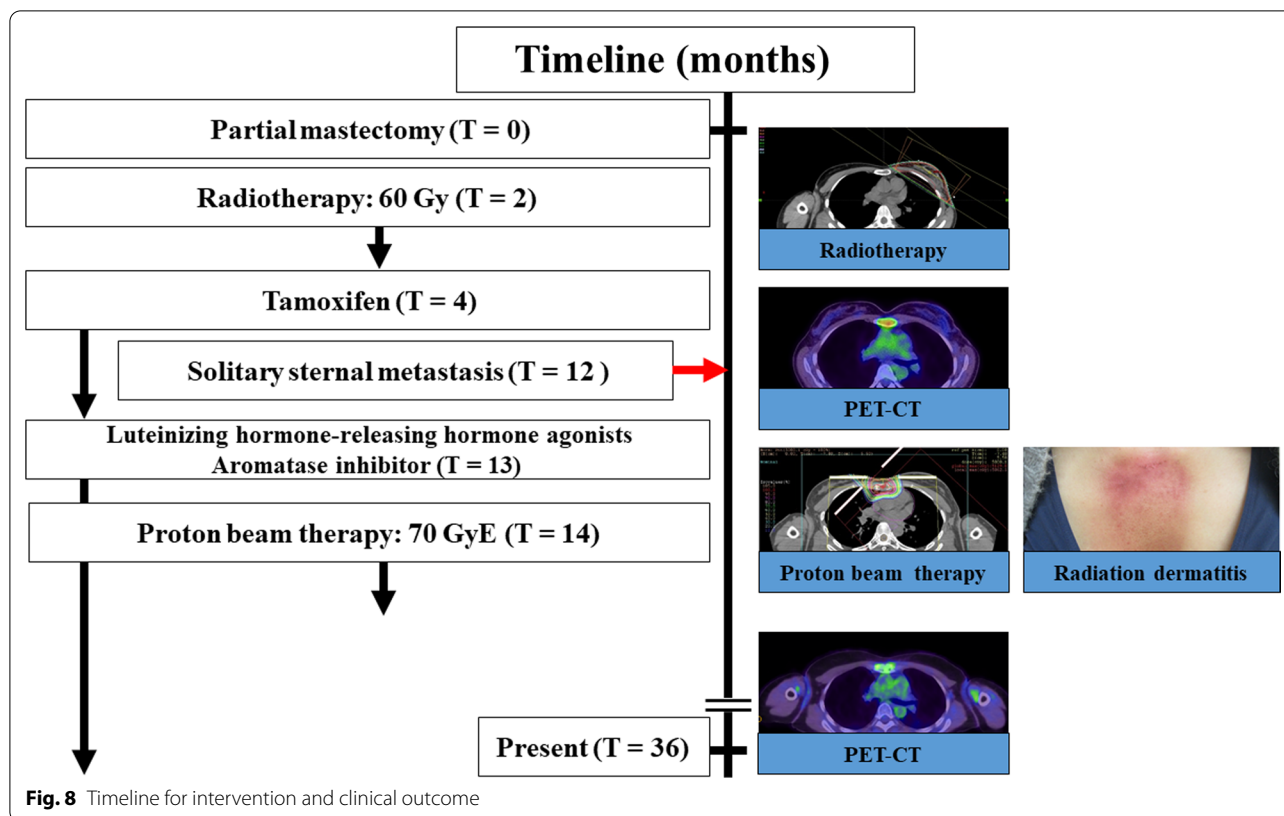 Timeline (months)
Partial mastectomy (T = 0)
Radiotherapy: 60 Gy (T = 2)
Radiotherapy
Tamoxifen (T = 4)
Solitary sternal metastasis (T = 12 )
PET-CT
Luteinizing hormone-releasing hormone agonists
Aromatase inhibitor (T = 13)
Proton beam therapy: 70 GyE (T = 14)
Proton beam therapy
Radiation dermatitis
Present (T = 36)
PET-CT
Fig. 8 Timeline for intervention and clinical outcome